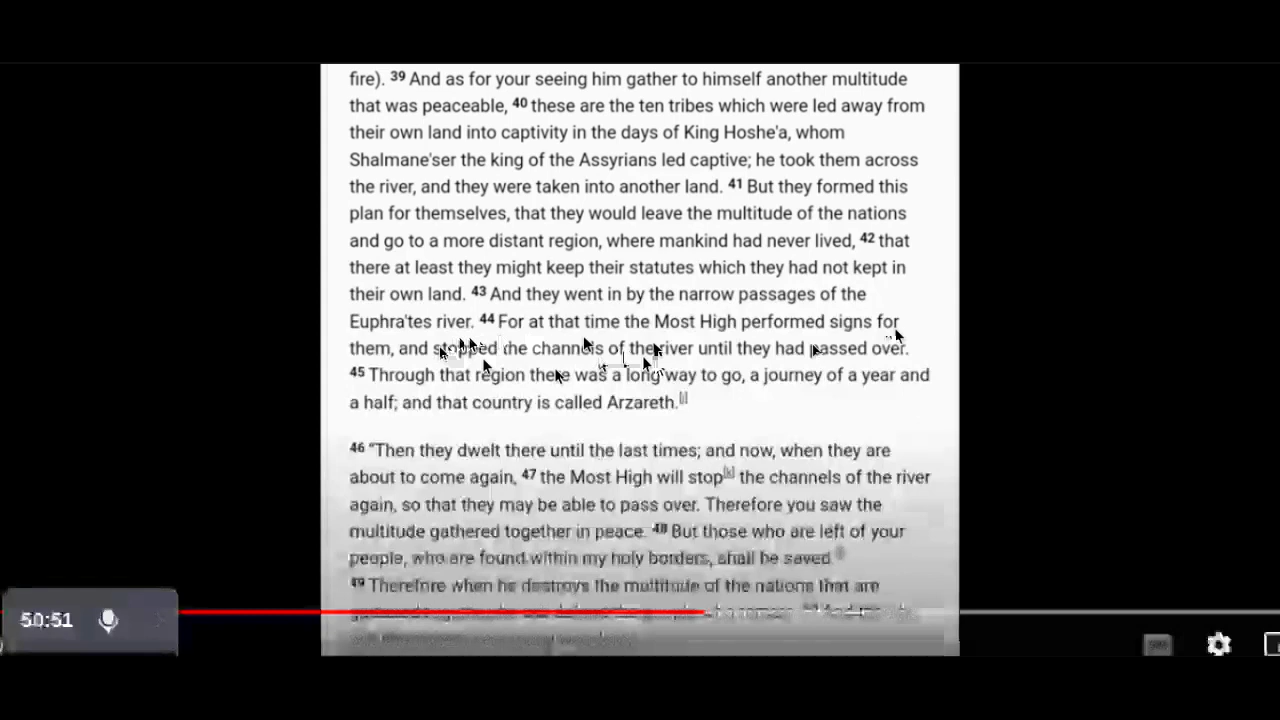 fire). 39 And as for your seeing him gather to himself another multitude
that was peaceable, 40 these are the ten tribes which were led away from
their own land into captivity in the days of King Hoshe'a, whom
Shalmane'ser the king of the Assyrians led captive; he took them across
the river, and they were taken into another land. 41 But they formed this
plan for themselves, that they would leave the multitude of the nations
and go to a more distant region, where mankind had never lived, 42 that
there at least they might keep their statutes which they had not kept in
their own land. 43 And they went in by the narrow passages of the
Euphra'tes river. 44 For at that time the Most High performed signs for
them, and stopped the channels of the river until they had passed over.
45 Through that region there was a long way to go, a journey of a year and
a half; and that country is called Arzareth.[j]
46 “Then they dwelt there until the last times; and now, when they are
about to come again, 47 the Most High will stop[k] the channels of the river
again, so that they may be able to pass over. Therefore you saw the
multitude gathered together in peace. 48 But those who are left of your
people, who are found within my holy borders, shall be saved.
49 Therefore when he destroys the multitude of the nations that are
50:51